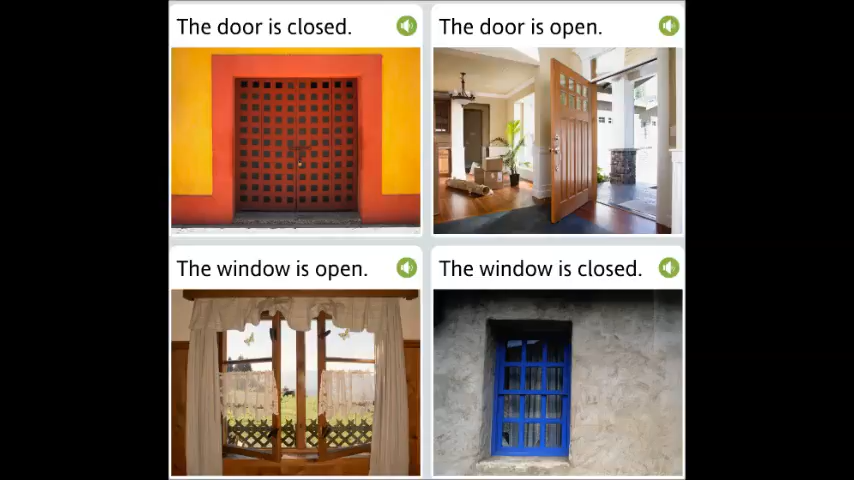 The door is closed.
The door is open.
The window is open.
The window is closed.